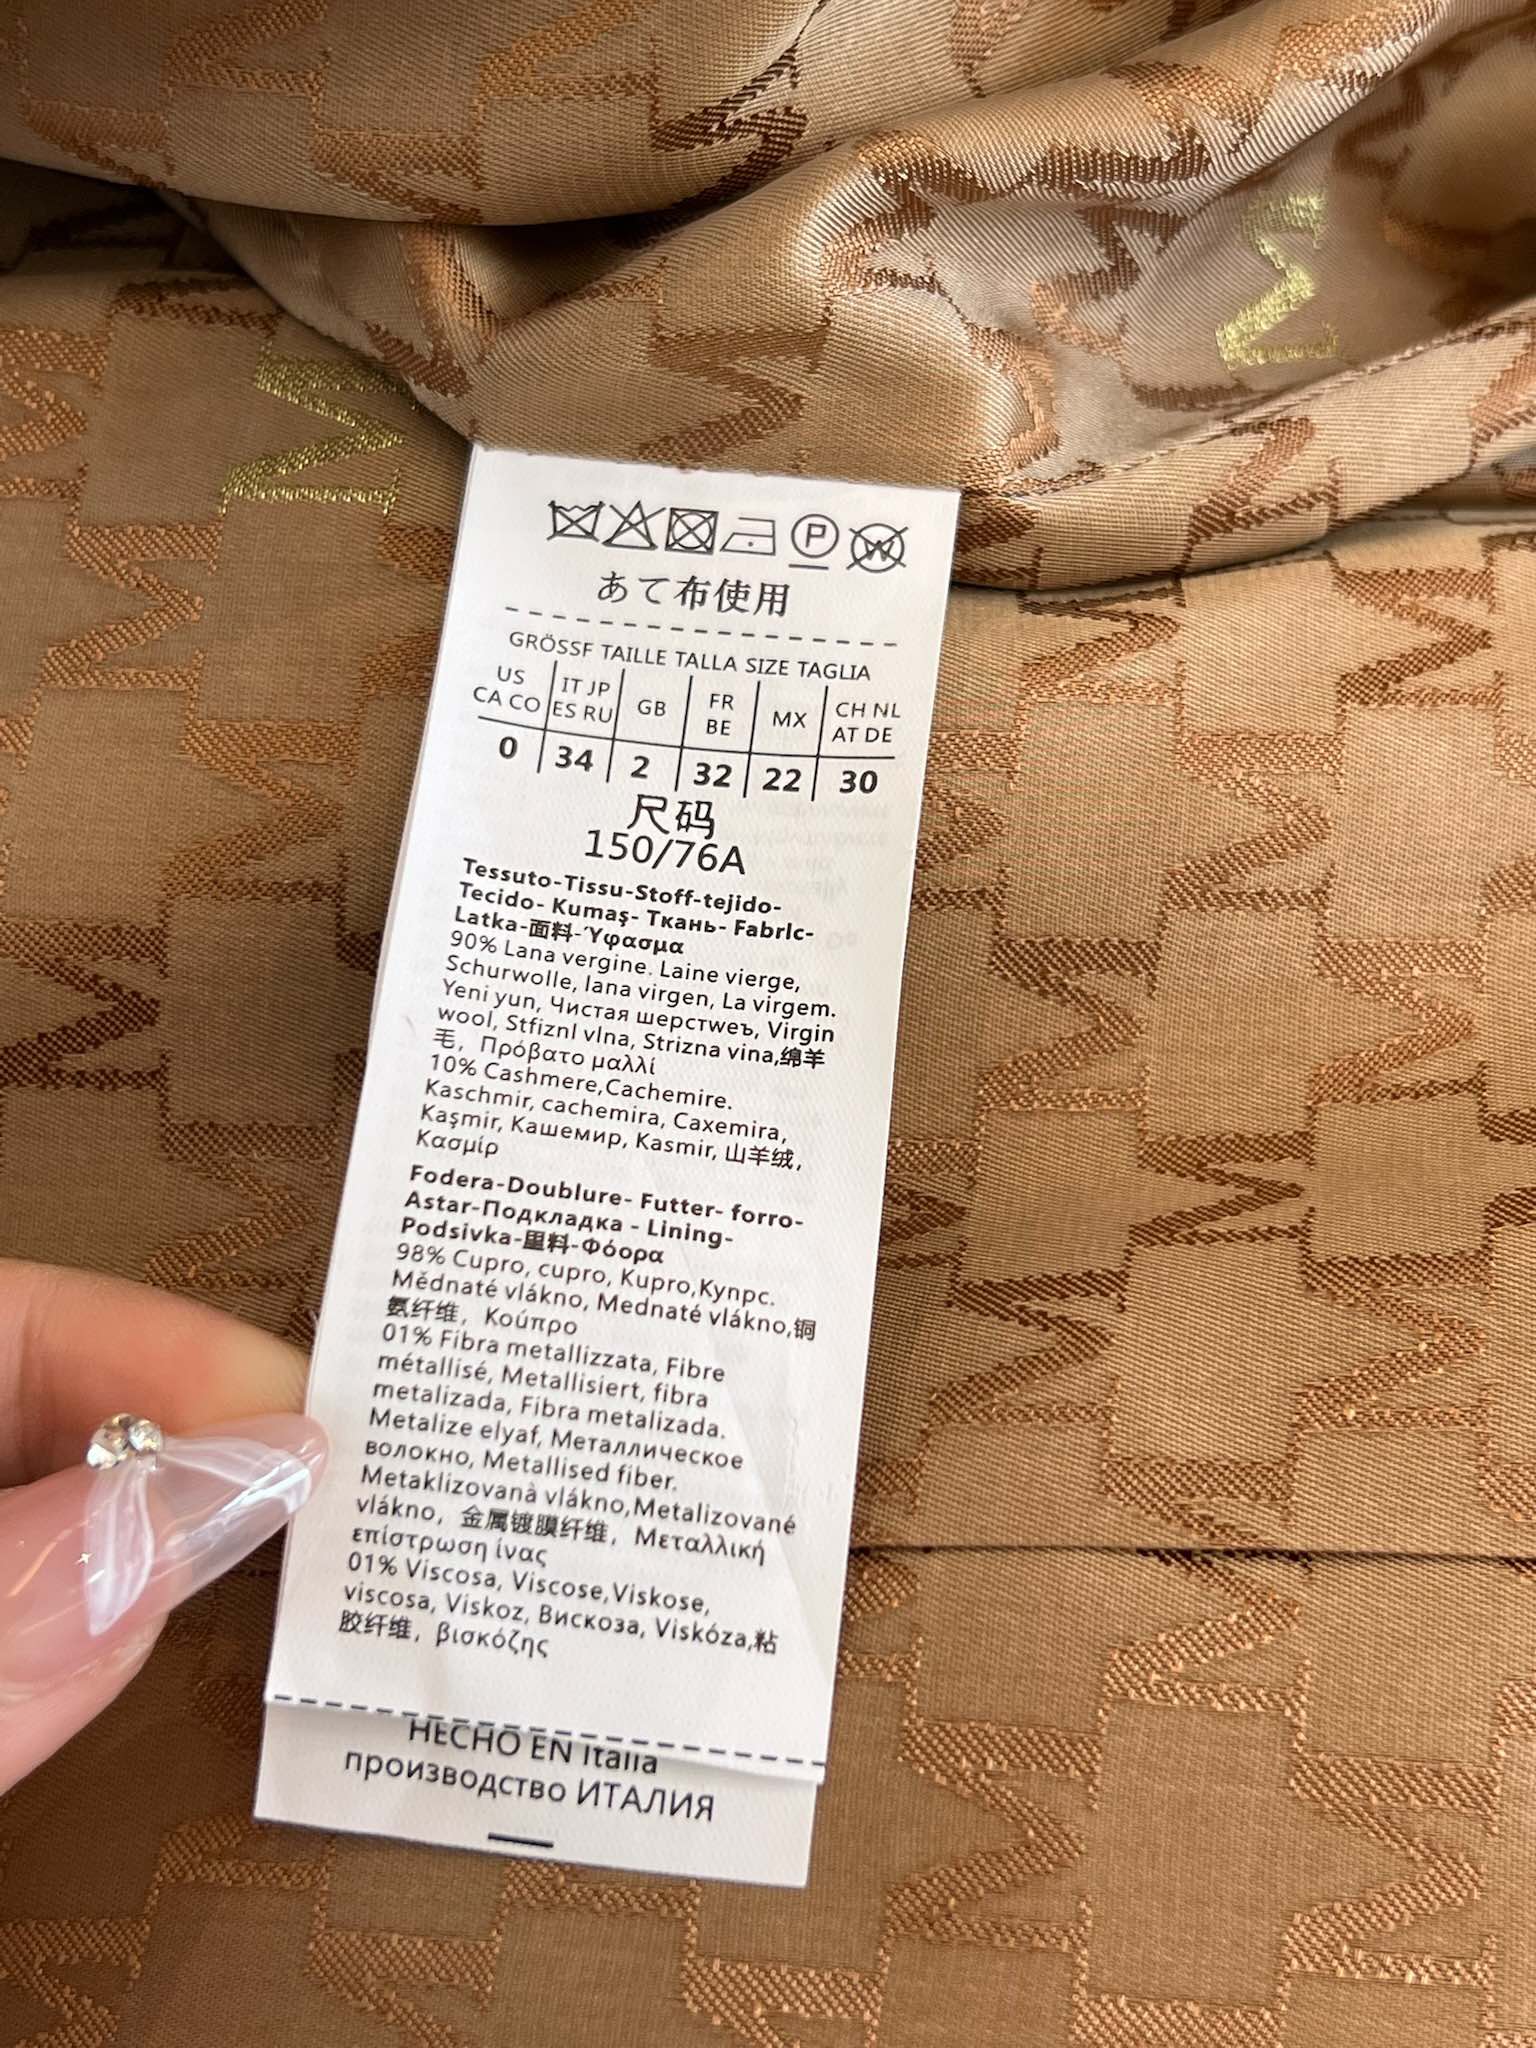 P W
あて布使用
GRÖSSF TAILLE TALLA SIZE TAGLIA
US CA CO IT JP ES RU GB FR BE MX CH NL AT DE
0 34 2 32 22 30
尺码
150/76A
Tessuto-Tissu-Stoff-tejido-
Tecido- Kumaş- Ткань- FabrIc-
Latka-面料-Ύφασμα
90% Lana vergine. Laine vierge,
Schurwolle, lana virgen, La virgem.
Yeni yun, Чистая шерстweъ, Virgin
wool, Stfiznl vlna, Strizna vina,绵羊
毛, Πρόβατο μαλλί
10% Cashmere,Cachemire.
Kaschmir, cachemira, Caxemira,
Kaşmir, Кашемир, Kasmir, 山羊绒,
Κασμίρ
Fodera-Doublure- Futter- forro-
Astar-Подкладка - Lining-
Podsivka-里料-Φόορα
98% Cupro, cupro, Kupro,Купрс.
Mědnaté vlákno, Mednaté vlákno,铜
氨纤维, Κούπρο
01% Fibra metallizzata, Fibre
métallisé, Metallisiert, fibra
metalizada, Fibra metalizada.
Metalize elyaf, Металлическое
волокно, Metallised fiber.
Metaklizovanà vlákno,Metalizované
vlákno, 金属镀膜纤维, Μεταλλική
επίστρωση ίνας
01% Viscosa, Viscose,Viskose,
viscosa, Viskoz, Вискоза, Viskóza,粘
胶纤维, βισκόζης
HECHO EN Italia
производство ИТАЛИЯ